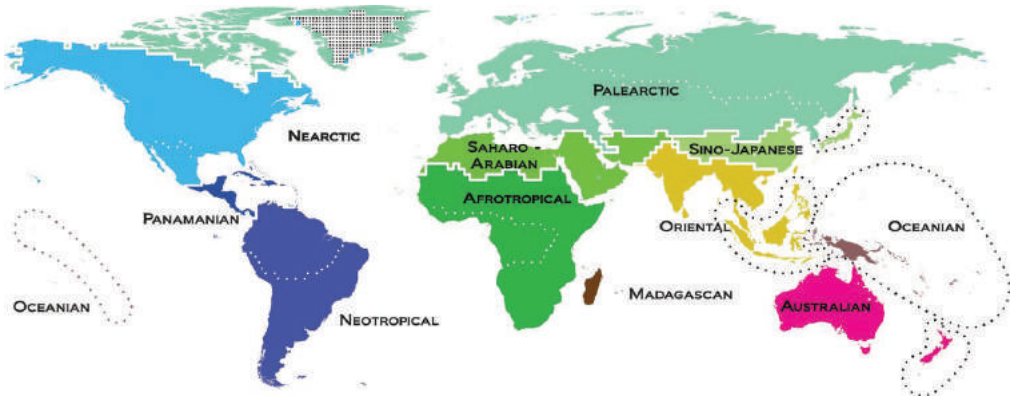 PALEARCTIC
NEARCTIC
SAHARO -
ARABIAN
SINO-JAPANESE
AFROTROPICAL
PANAMANIAN
ORIENTAL
OCEANIAN
MADAGASCAN
OCEANIAN
NEOTROPICAL
AUSTRALIAN